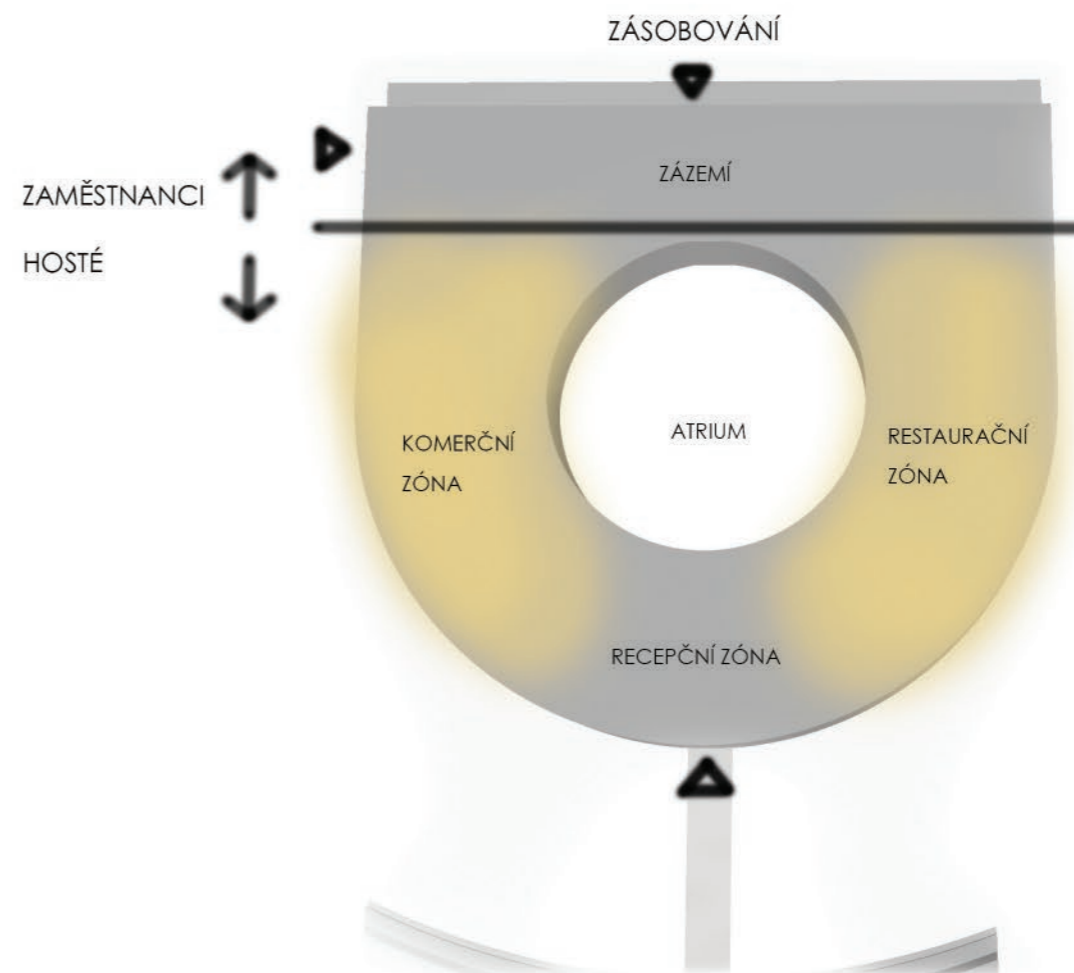 ZÁSOBOVÁNÍ
ZÁZEMÍ
ZAMĚSTNANCI
HOSTÉ
KOMERČNÍ
ZÓNA
ATRIUM
RESTAURAČNÍ
ZÓNA
RECEPČNÍ ZÓNA